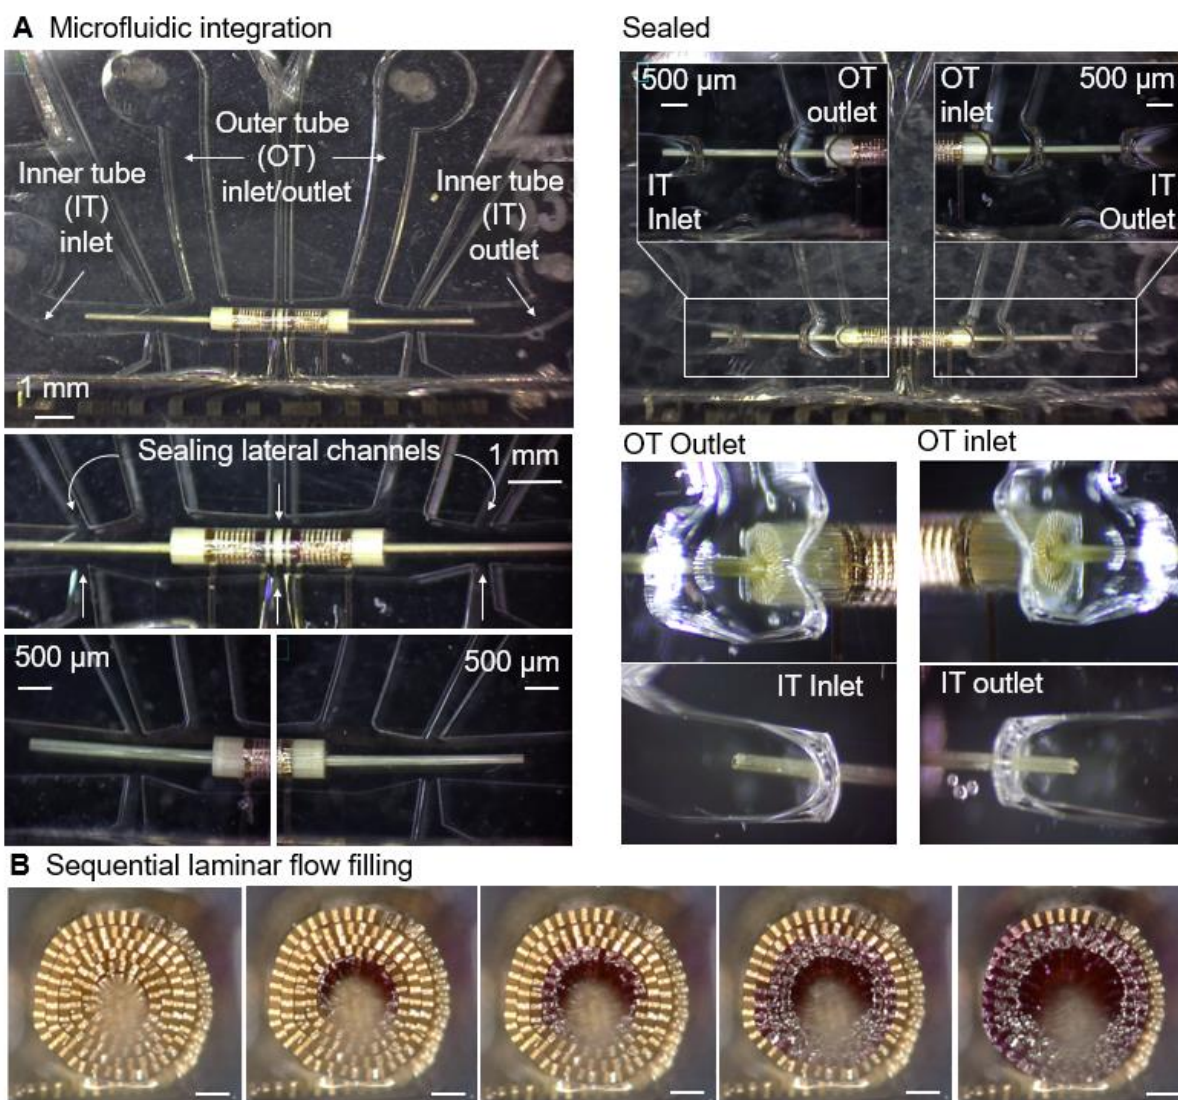 A Microfluidic integration
Outer tube
(OT)
inlet/outlet
Inner tube
(IT)
inlet
Inner tube
(IT)
outlet
1 mm
Sealing lateral channels
1 mm
500 µm
500 µm
Sealed
500 µm
OT
outlet
IT
Inlet
OT
inlet
500 µm
IT
Outlet
OT Outlet
OT inlet
IT Inlet
IT outlet
B Sequential laminar flow filling